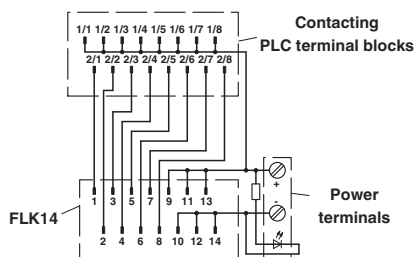 1/1 1/2 1/3 1/4 1/5 1/6 1/7 1/8
Contacting
PLC terminal blocks
2/1 2/2 2/3 2/4 2/5 2/6 2/7 2/8
+
-
Power
terminals
FLK14
1 3 5 7 9 11 13
2 4 6 8 10 12 14